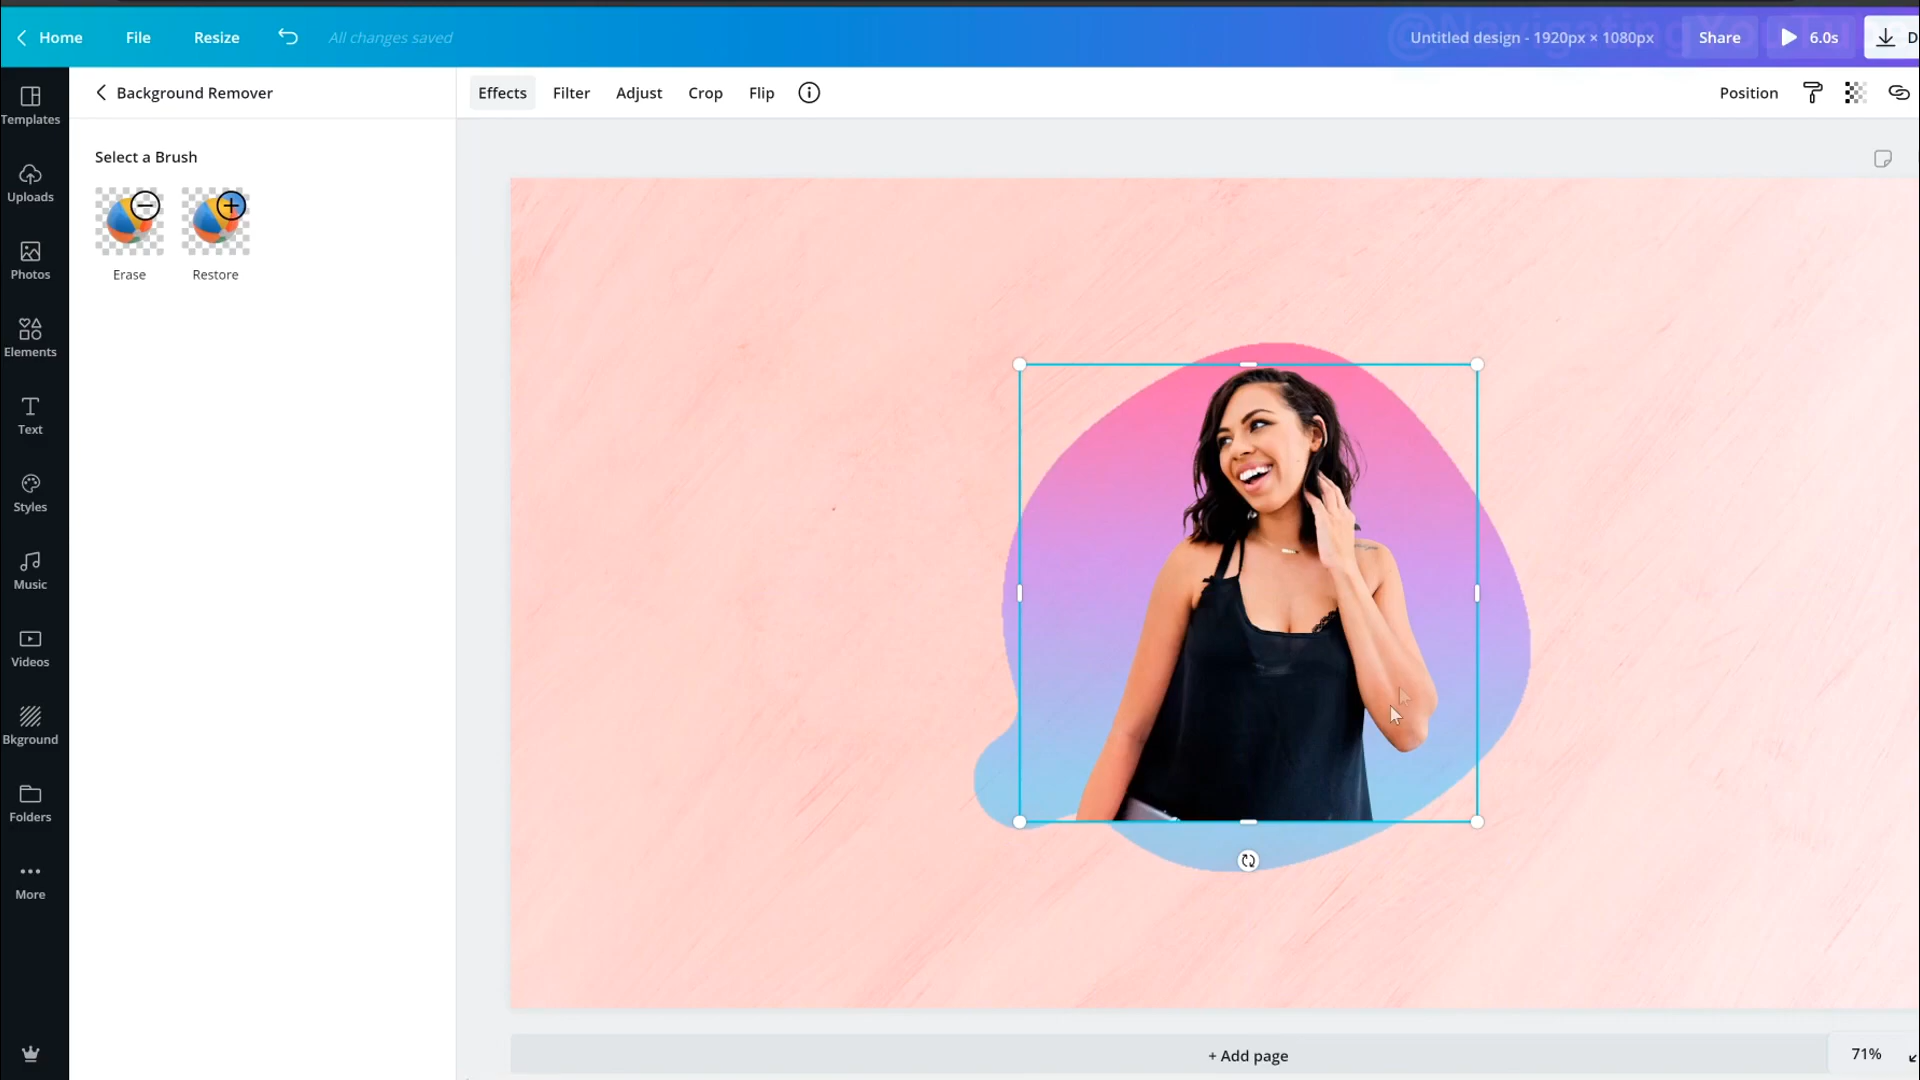 Home File Resize All changes saved Untitled design - 1920px × 1080px Share 6.0s D
@Navigating
Background Remover
Effects Filter Adjust Crop Flip Position
Select a Brush
Erase Restore
Templates
Uploads
Photos
Elements
Text
Styles
Music
Videos
Bkground
Folders
More
+ Add page
71%